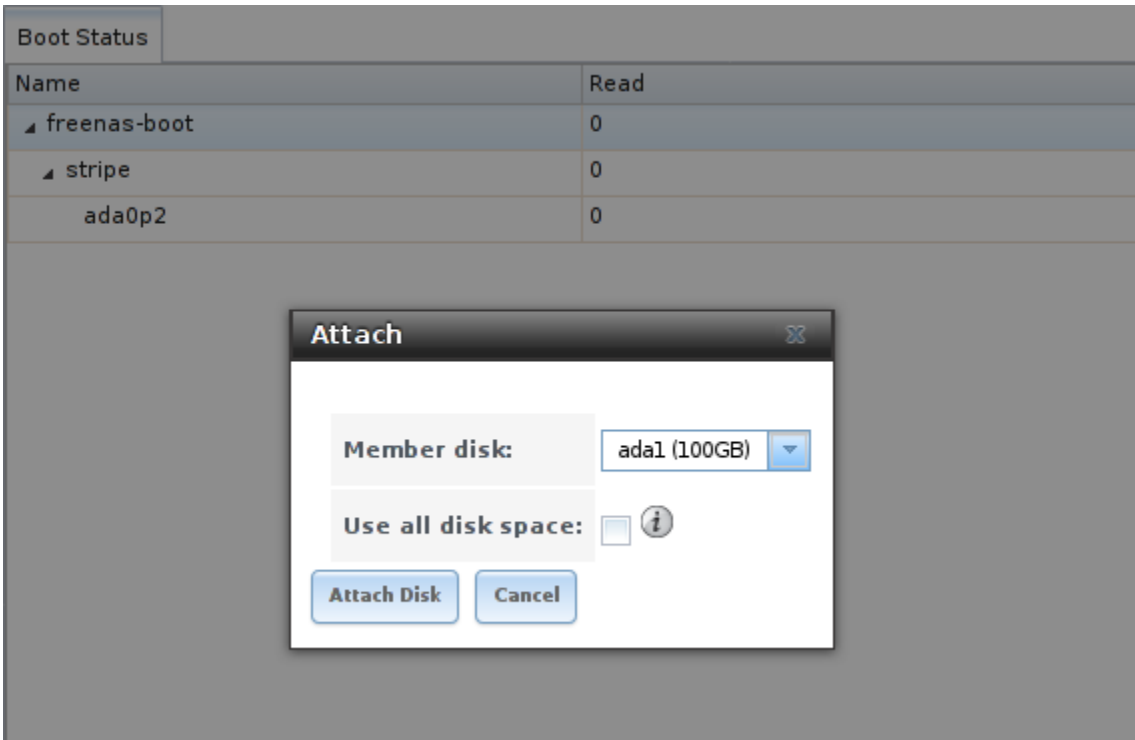 Boot Status
Name Read
freenas-boot 0
stripe 0
ada0p2 0
Attach
Member disk: ada1 (100GB)
Use all disk space:
Attach Disk Cancel